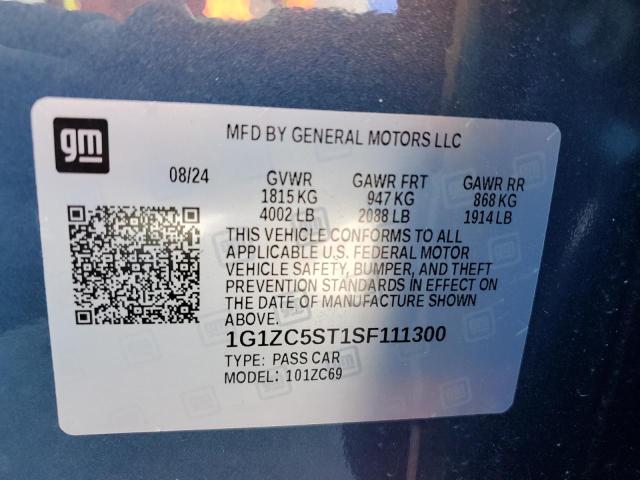 gm
MFD BY GENERAL MOTORS LLC
08/24 GVWR GAWR FRT GAWR RR
1815 KG 947 KG 868 KG
4002 LB 2088 LB 1914 LB
THIS VEHICLE CONFORMS TO ALL
APPLICABLE U.S. FEDERAL MOTOR
VEHICLE SAFETY, BUMPER, AND THEFT
PREVENTION STANDARDS IN EFFECT ON
THE DATE OF MANUFACTURE SHOWN
ABOVE.
1G1ZC5ST1SF111300
TYPE: PASS CAR
MODEL: 101ZC69